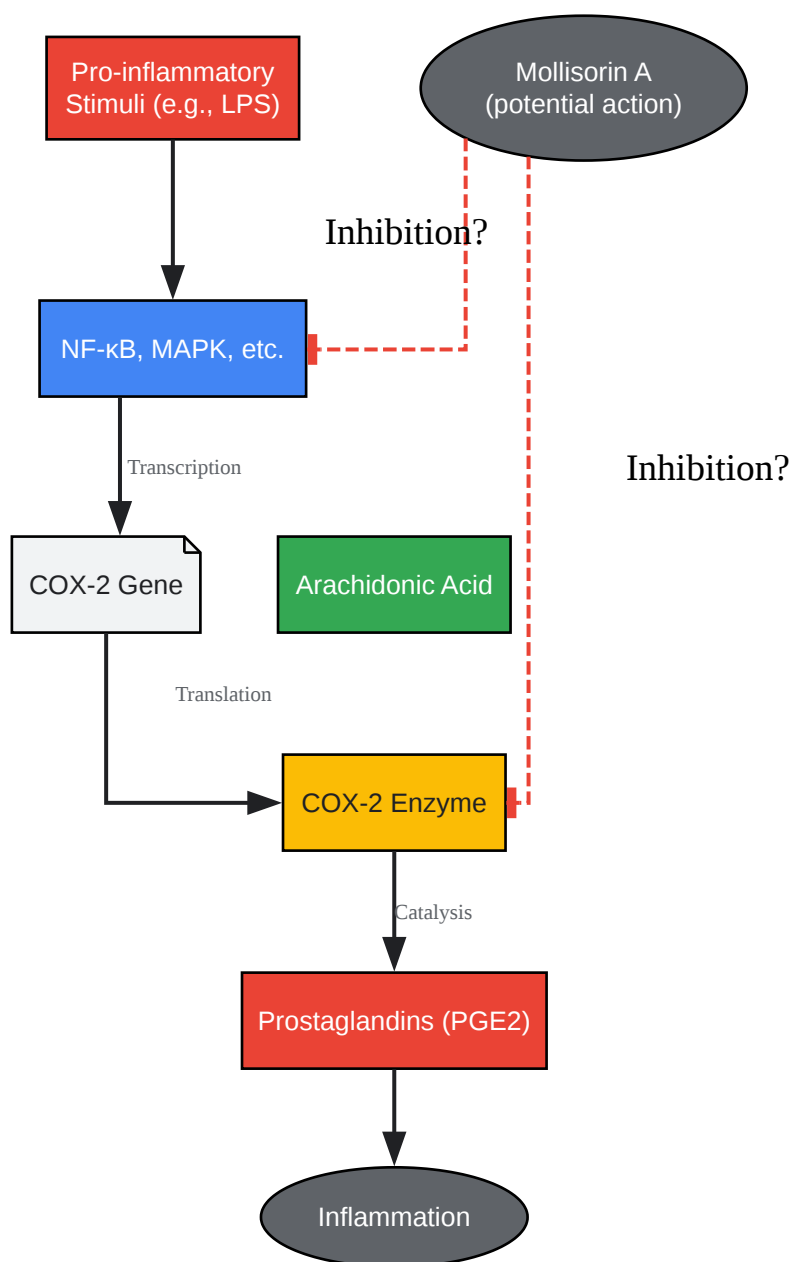 Pro-inflammatory
Stimuli (e.g., LPS)
Mollisorin A
(potential action)
Inhibition?
NF-κB, MAPK, etc.
Transcription
Inhibition?
COX-2 Gene
Arachidonic Acid
Translation
COX-2 Enzyme
Catalysis
Prostaglandins (PGE2)
Inflammation